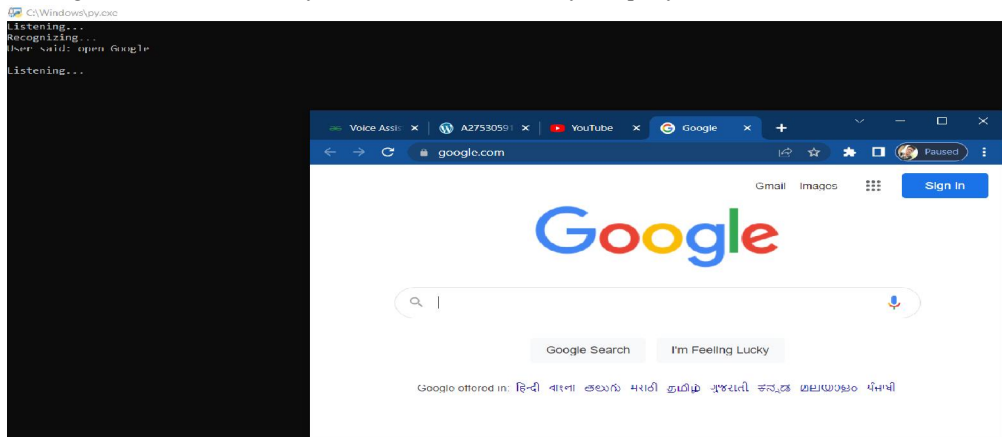 C:\Windows\py.exe
Listening...
Recognizing...
User said: open Google
Listening...
Voice Assis
A27530591
YouTube
Google
google.com
Paused
Gmail Images
Sign in
Google
Google Search I'm Feeling Lucky
Google offered in: हिन्दी বাংলা తెలుగు मराठी தமிழ் ગુજરાતી ಕನ್ನಡ മലയാളം ਪੰਜਾਬੀ